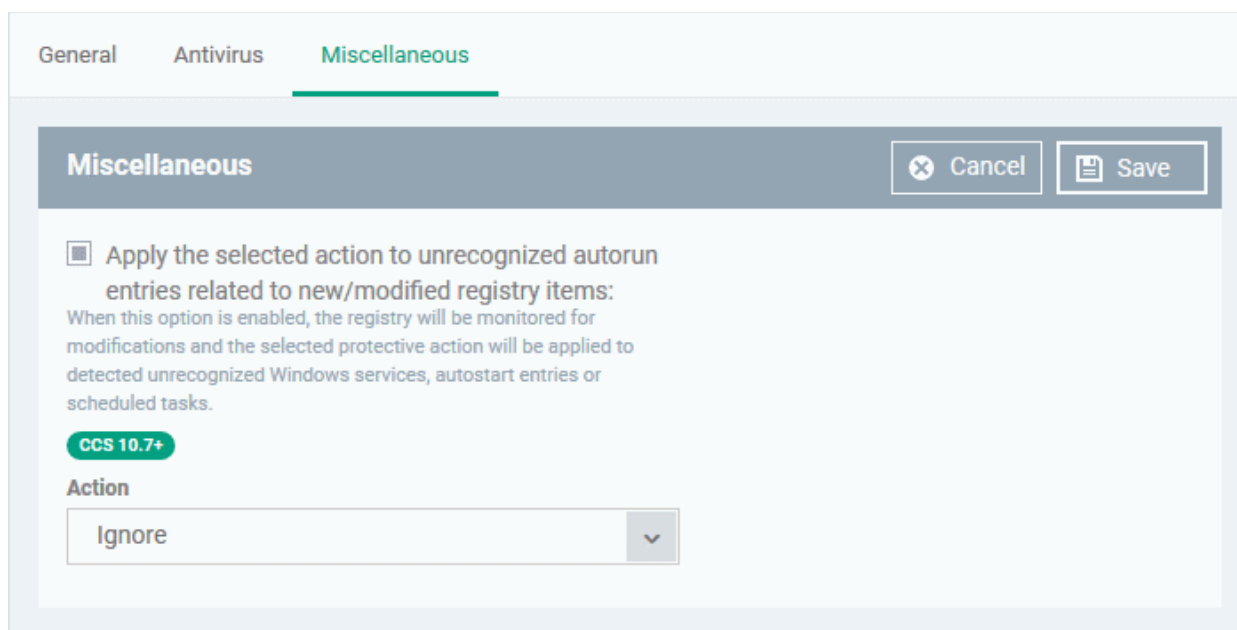 General Antivirus Miscellaneous
Miscellaneous Cancel Save
Apply the selected action to unrecognized autorun
entries related to new/modified registry items:
When this option is enabled, the registry will be monitored for
modifications and the selected protective action will be applied to
detected unrecognized Windows services, autostart entries or
scheduled tasks.
CCS 10.7+
Action
Ignore